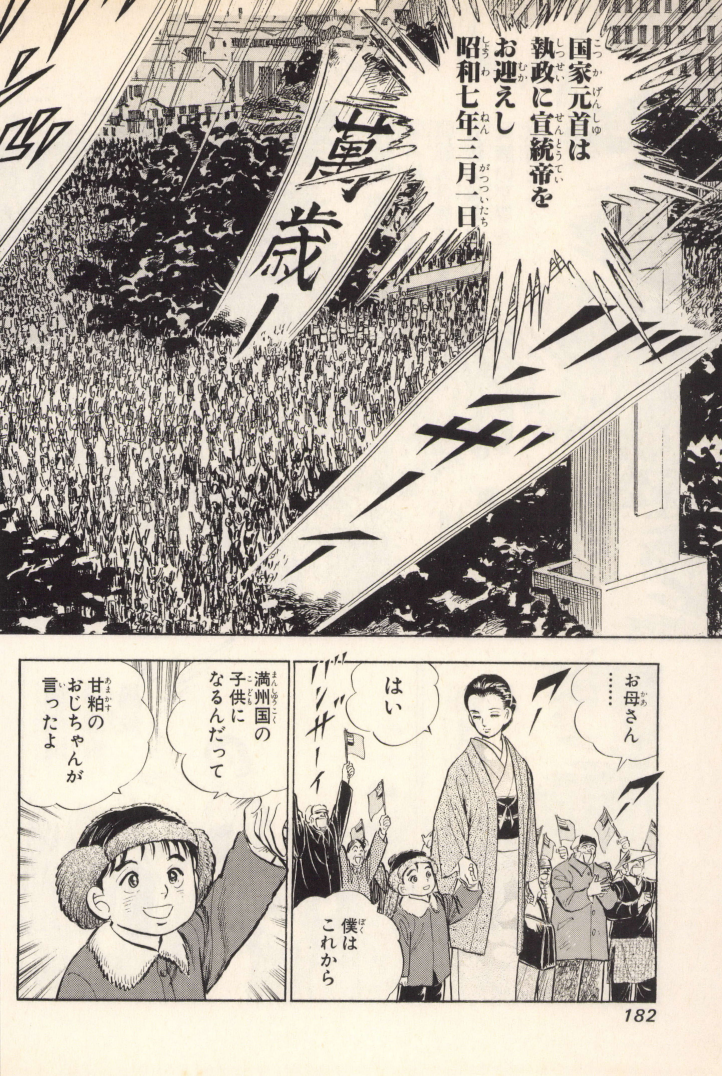 国家元首は
執政に宣統帝を
お迎えし
昭和七年三月一日
萬歳ー
ワンザーイ
お母さん
……
はい
ワンザーイ
僕は
これから
満州国の
子供に
なるんだって
甘粕の
おじちゃんが
言ったよ
182